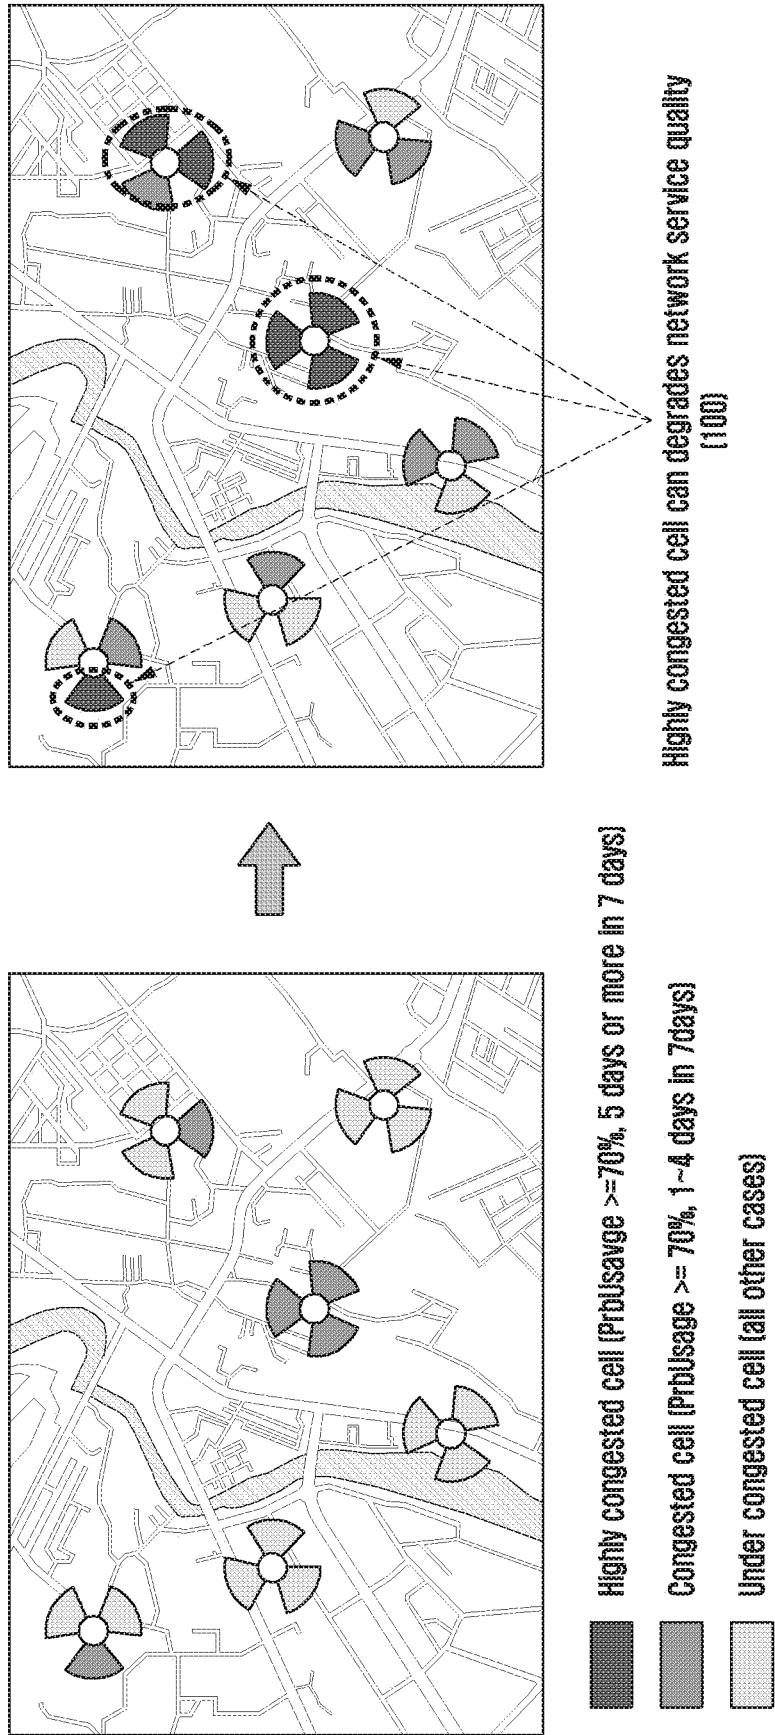 Highly congested cell can degrades network service quality
(100)
Highly congested cell (PrbUsavge >=70%, 5 days or more in 7 days)
Congested cell (PrbUsage >= 70%, 1~4 days in 7days)
Under congested cell (all other cases)